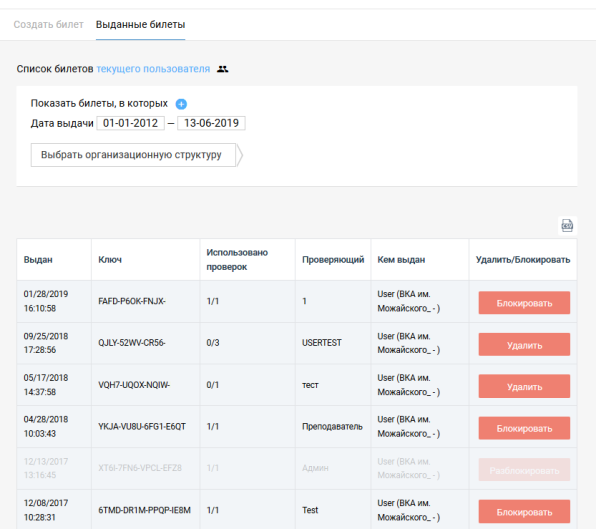 Создать билет Выданные билеты
Список билетов текущего пользователя
Показать билеты, в которых
Дата выдачи 01-01-2012 – 13-06-2019
Выбрать организационную структуру
CSV
Выдан Ключ Использовано проверок Проверяющий Кем выдан Удалить/Блокировать
01/28/2019 16:10:58 FAFD-P6OK-FNJX- 1/1 1 User (ВКА им. Можайского_ - ) Блокировать
09/25/2018 17:28:56 QJLY-52WV-CR56- 0/3 USERTEST User (ВКА им. Можайского_ - ) Удалить
05/17/2018 14:37:58 VQH7-UQOX-NQIW- 0/1 тест User (ВКА им. Можайского_ - ) Удалить
04/28/2018 10:03:43 YKJA-VU8U-6FG1-E6QT 1/1 Преподаватель User (ВКА им. Можайского_ - ) Блокировать
12/13/2017 13:16:45 XT6I-7FN6-VPCL-EFZ8 1/1 Админ User (ВКА им. Можайского_ - ) Разблокировать
12/08/2017 10:28:31 6TMD-DR1M-PPQP-IE8M 1/1 Test User (ВКА им. Можайского_ - ) Блокировать